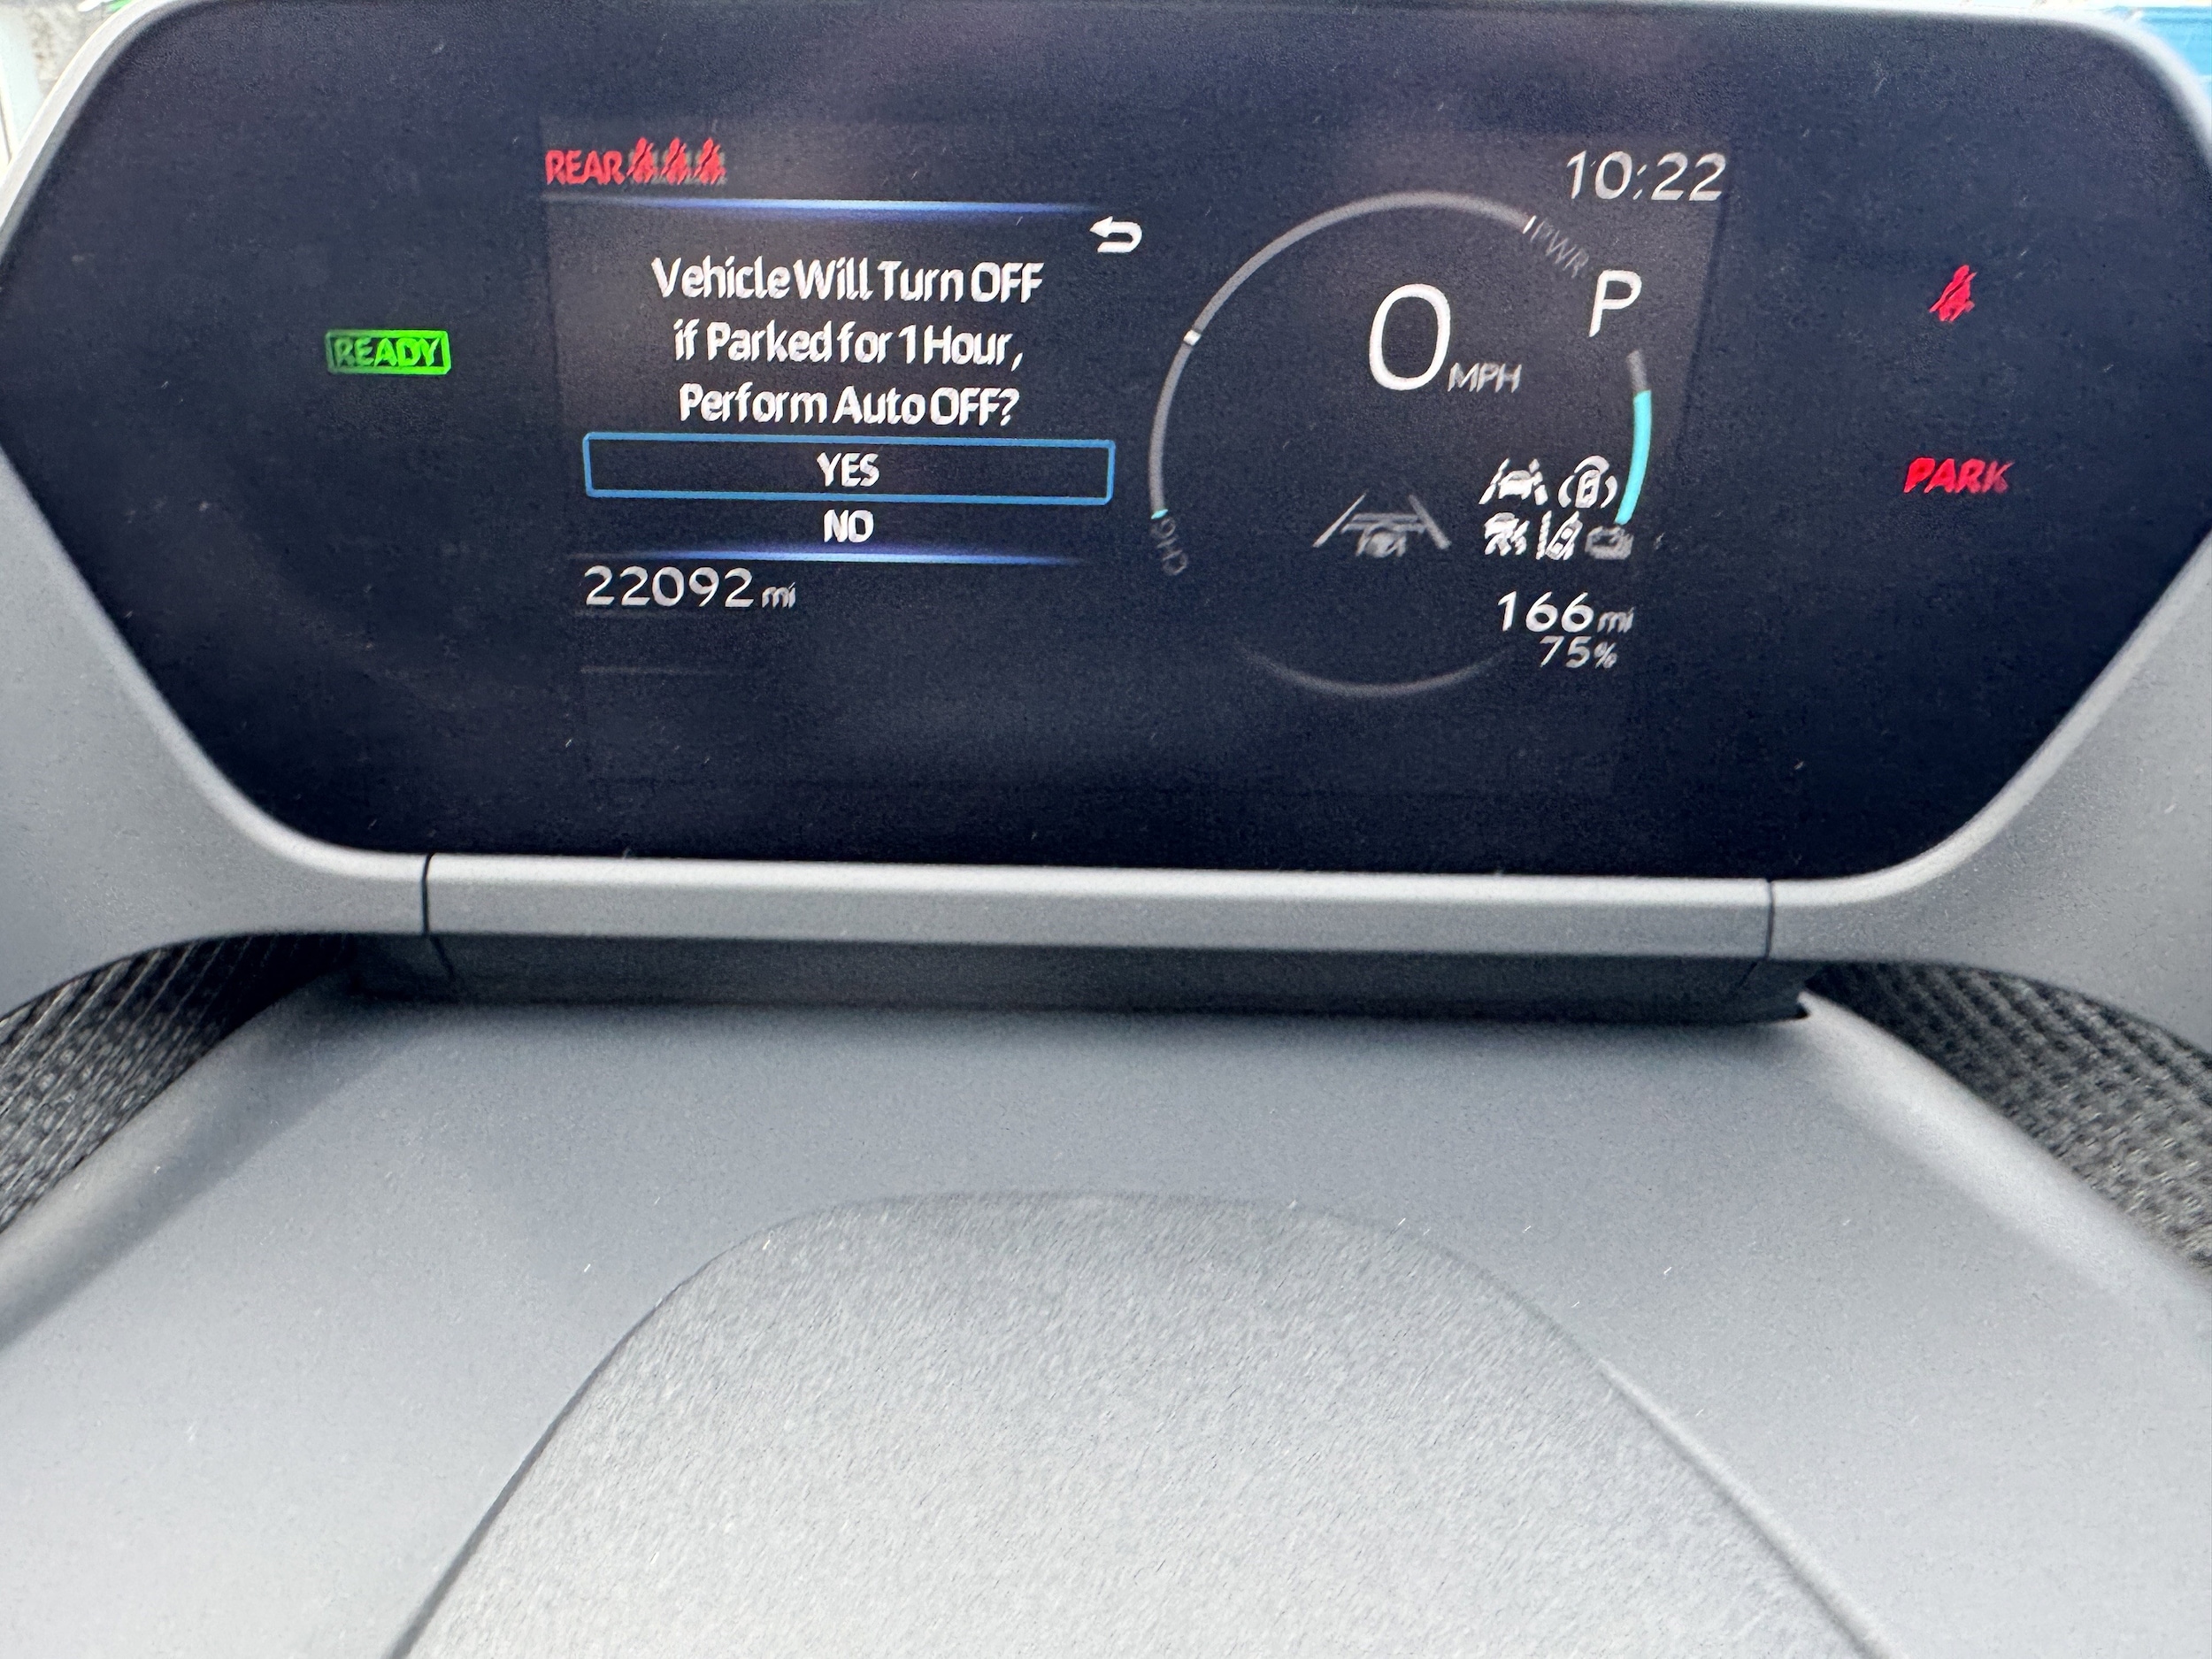 REAR
10:22
PWR
Vehicle Will Turn OFF
if Parked for 1 Hour,
Perform Auto OFF?
YES
NO
READY
P
0 MPH
PARK
CHG
22092 mi
166 mi
75%